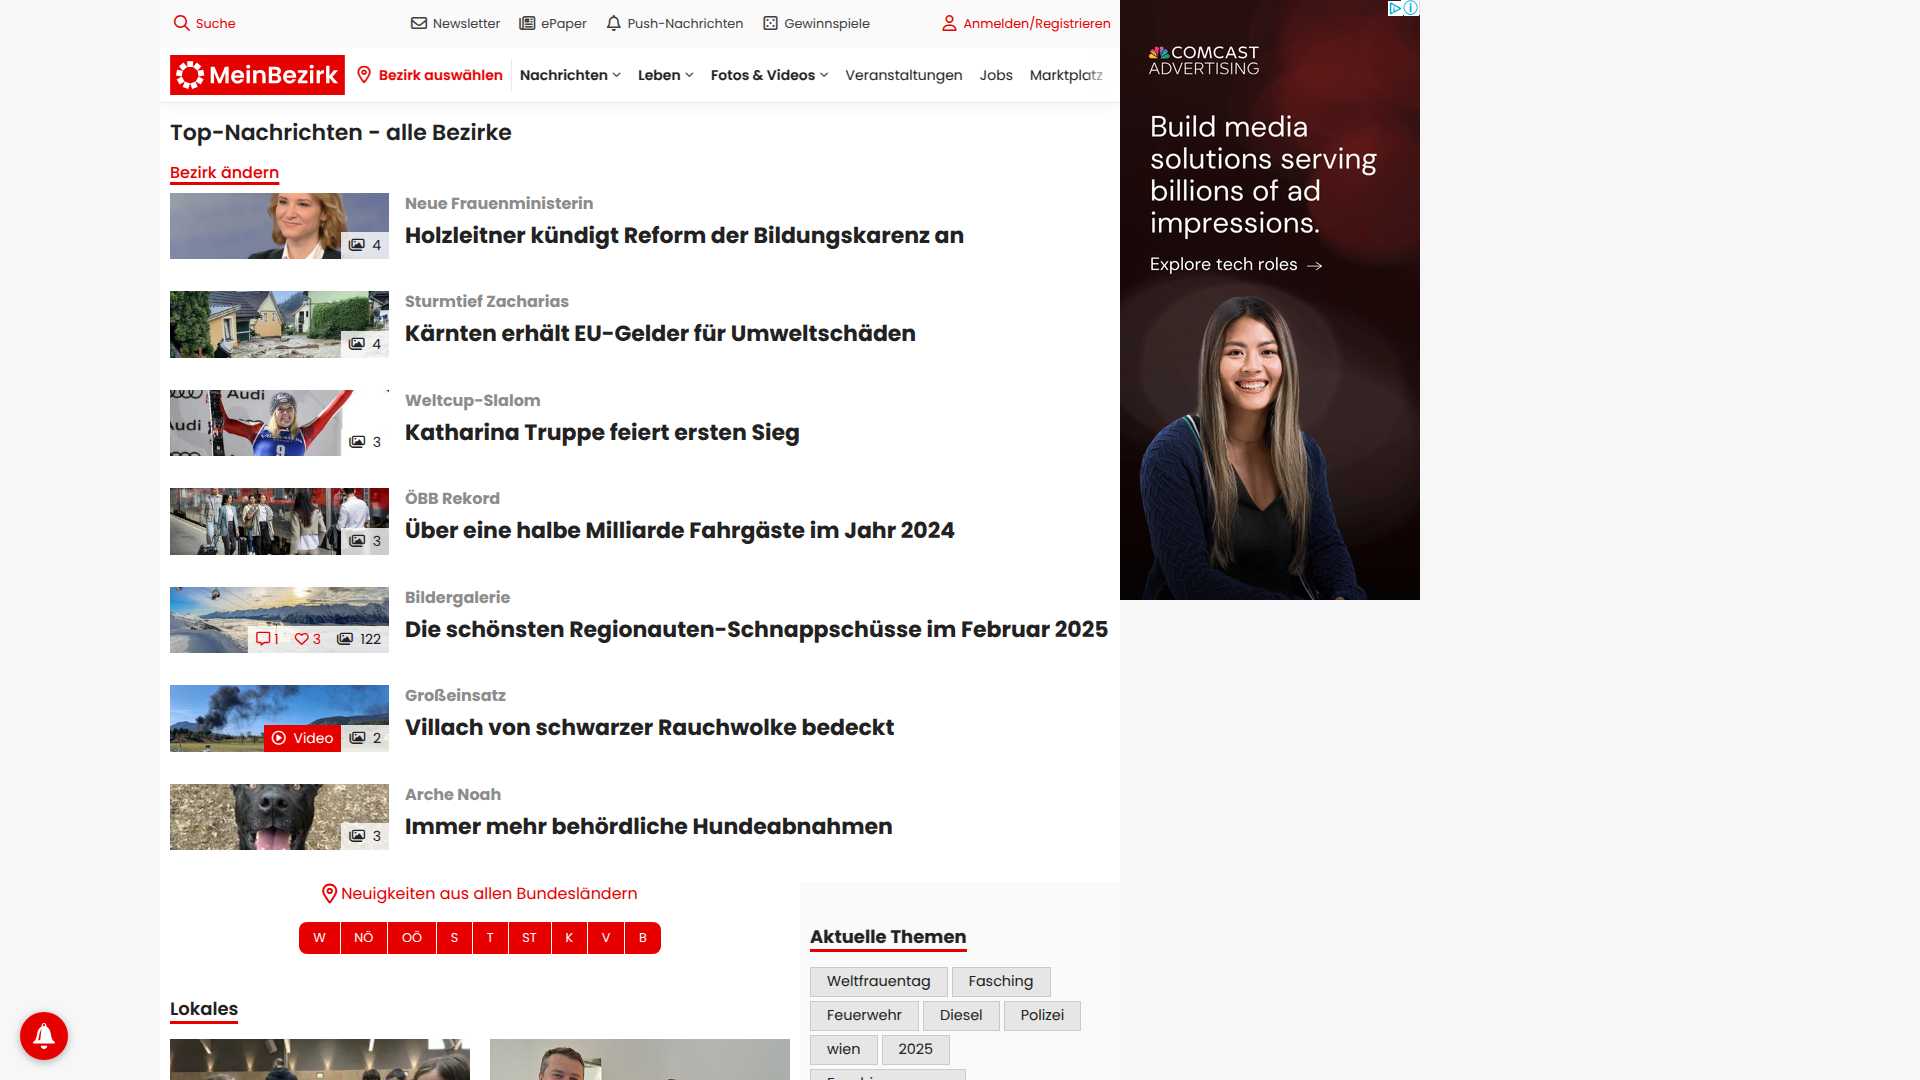 Suche
Newsletter
ePaper
Push-Nachrichten
Gewinnspiele
Anmelden/Registrieren
MeinBezirk
Bezirk auswählen
Nachrichten
Leben
Fotos & Videos
Veranstaltungen
Jobs
Marktplatz
Top-Nachrichten - alle Bezirke
Bezirk ändern
4
Neue Frauenministerin
Holzleitner kündigt Reform der Bildungskarenz an
4
Sturmtief Zacharias
Kärnten erhält EU-Gelder für Umweltschäden
Audi
Audi
9
3
Weltcup-Slalom
Katharina Truppe feiert ersten Sieg
3
ÖBB Rekord
Über eine halbe Milliarde Fahrgäste im Jahr 2024
1
3
122
Bildergalerie
Die schönsten Regionauten-Schnappschüsse im Februar 2025
Video
2
Großeinsatz
Villach von schwarzer Rauchwolke bedeckt
3
Arche Noah
Immer mehr behördliche Hundeabnahmen
Neuigkeiten aus allen Bundesländern
W
NÖ
OÖ
S
T
ST
K
V
B
Lokales
Aktuelle Themen
Weltfrauentag
Fasching
Feuerwehr
Diesel
Polizei
wien
2025
COMCAST
ADVERTISING
Build media
solutions serving
billions of ad
impressions.
Explore tech roles →